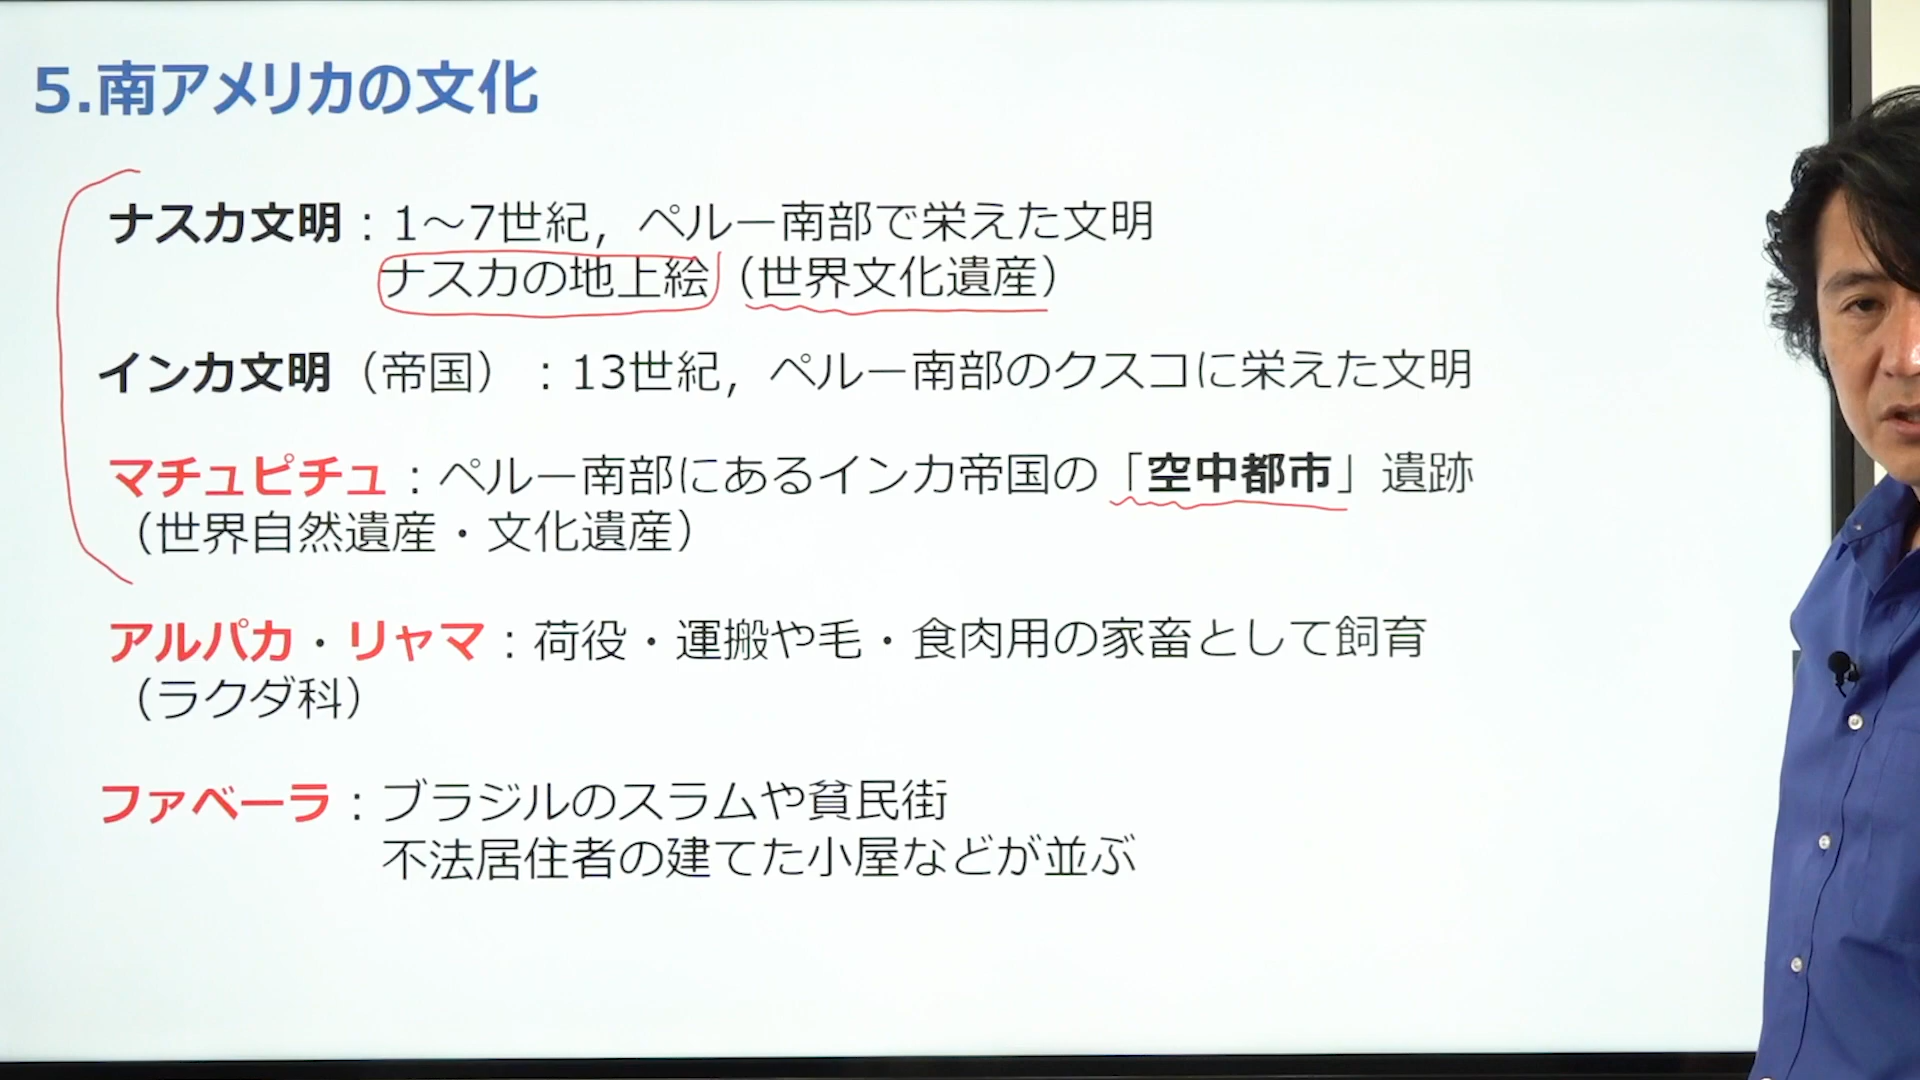 5.南アメリカの文化
ナスカ文明：1～7世紀，ペルー南部で栄えた文明
ナスカの地上絵（世界文化遺産）
インカ文明（帝国）：13世紀，ペルー南部のクスコに栄えた文明
マチュピチュ：ペルー南部にあるインカ帝国の「空中都市」遺跡
（世界自然遺産・文化遺産）
アルパカ・リャマ：荷役・運搬や毛・食肉用の家畜として飼育
（ラクダ科）
ファベーラ：ブラジルのスラムや貧民街
不法居住者の建てた小屋などが並ぶ